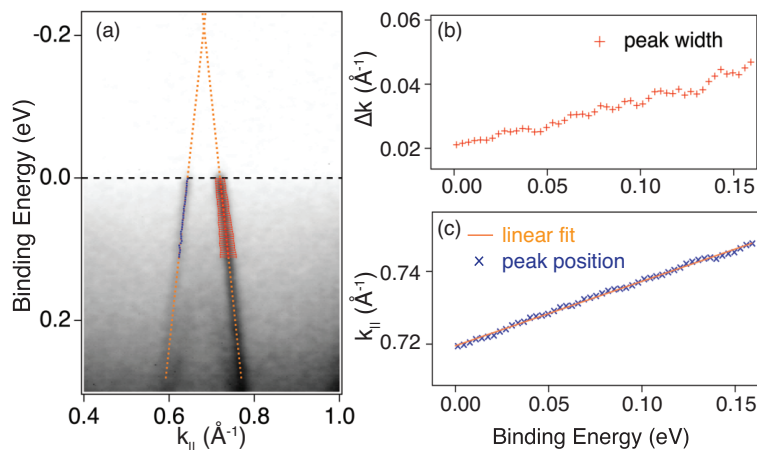 (a)
-0.2
0.0
0.2
Binding Energy (eV)
0.4
0.6
0.8
1.0
k|| (Å-1)
(b)
+ peak width
0.06
0.04
0.02
Δk (Å-1)
0.00
0.05
0.10
0.15
(c)
linear fit
× peak position
0.74
0.72
k|| (Å-1)
0.00
0.05
0.10
0.15
Binding Energy (eV)